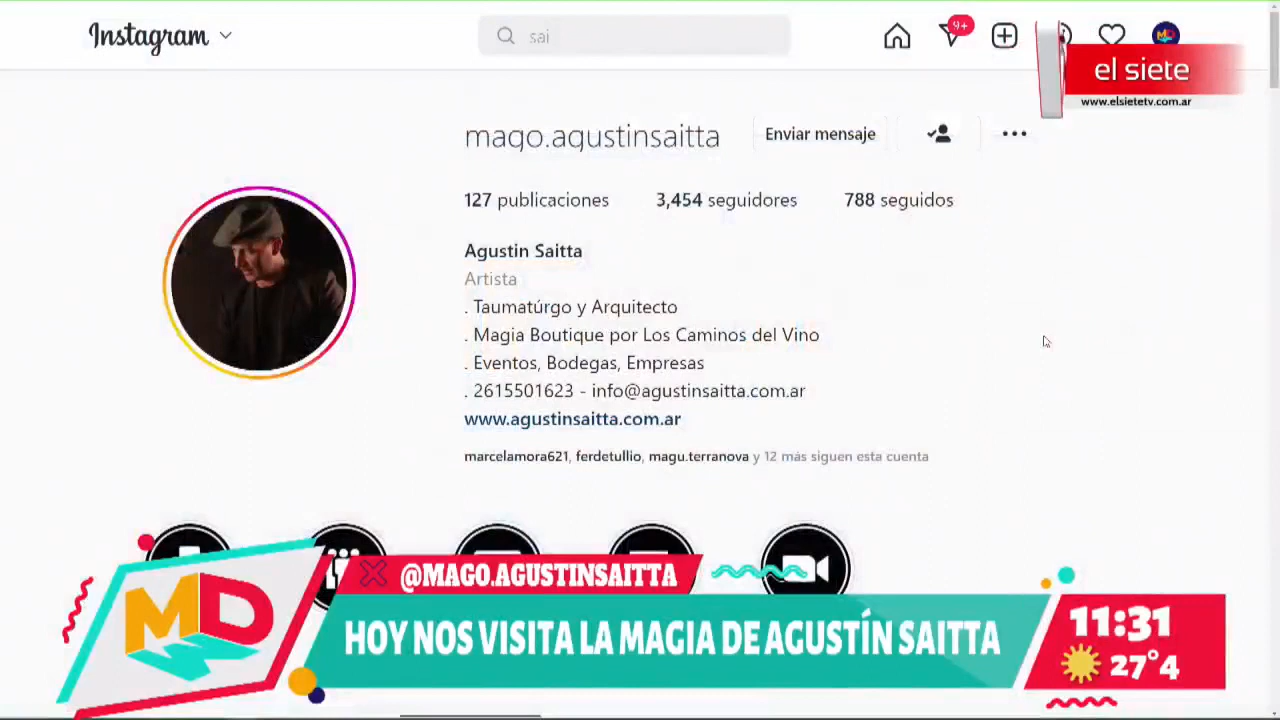 Instagram
sai
9+
MD
el siete
www.elsietetv.com.ar
mago.agustinsaitta
Enviar mensaje
127 publicaciones
3,454 seguidores
788 seguidos
Agustin Saitta
Artista
. Taumatúrgo y Arquitecto
. Magia Boutique por Los Caminos del Vino
. Eventos, Bodegas, Empresas
. 2615501623 - info@agustinsaitta.com.ar
www.agustinsaitta.com.ar
marcelamora621, ferdetullio, magu.terranova y 12 más siguen esta cuenta
@MAGO.AGUSTINSAITTA
MD
HOY NOS VISITA LA MAGIA DE AGUSTÍN SAITTA
11:31
27°4